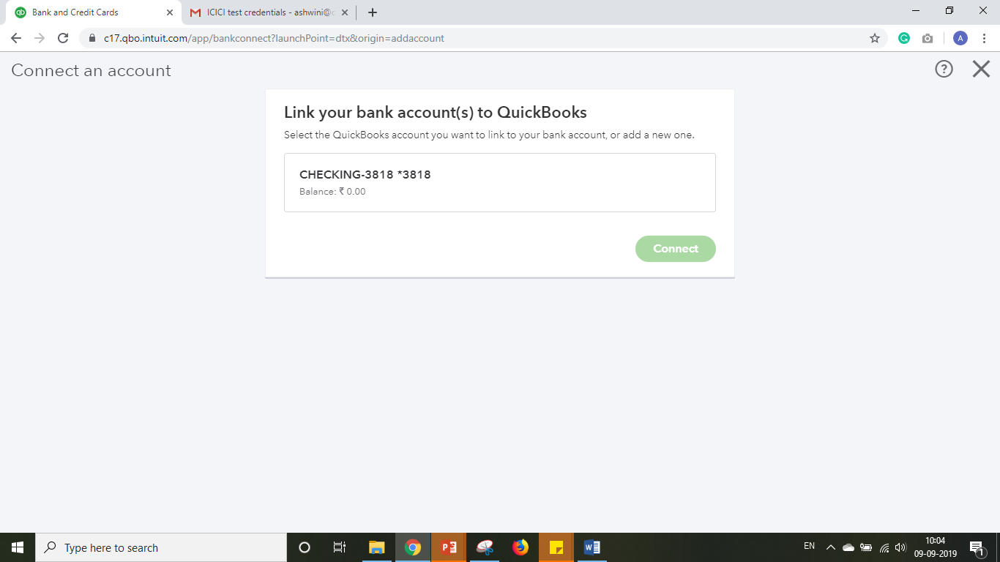 Bank and Credit Cards
ICICI test credentials - ashwini@c
c17.qbo.intuit.com/app/bankconnect?launchPoint=dtx&origin=addaccount
A
Connect an account
Link your bank account(s) to QuickBooks
Select the QuickBooks account you want to link to your bank account, or add a new one.
CHECKING-3818 *3818
Balance: ₹ 0.00
Connect
Type here to search
EN
10:04
09-09-2019
1